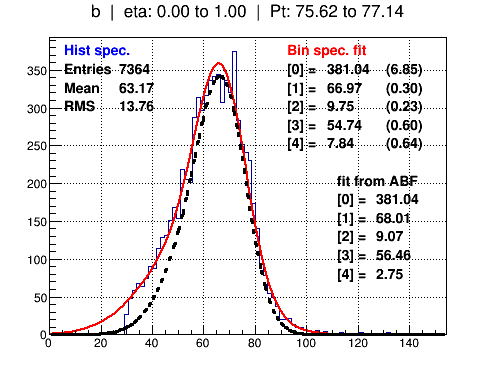 b | eta: 0.00 to 1.00 | Pt: 75.62 to 77.14
Hist spec.
Entries 7364
Mean 63.17
RMS 13.76
Bin spec. fit
[0] = 381.04 (6.85)
[1] = 66.97 (0.30)
[2] = 9.75 (0.23)
[3] = 54.74 (0.60)
[4] = 7.84 (0.64)
fit from ABF
[0] = 381.04
[1] = 68.01
[2] = 9.07
[3] = 56.46
[4] = 2.75
350
300
250
200
150
100
50
0
0 20 40 60 80 100 120 140